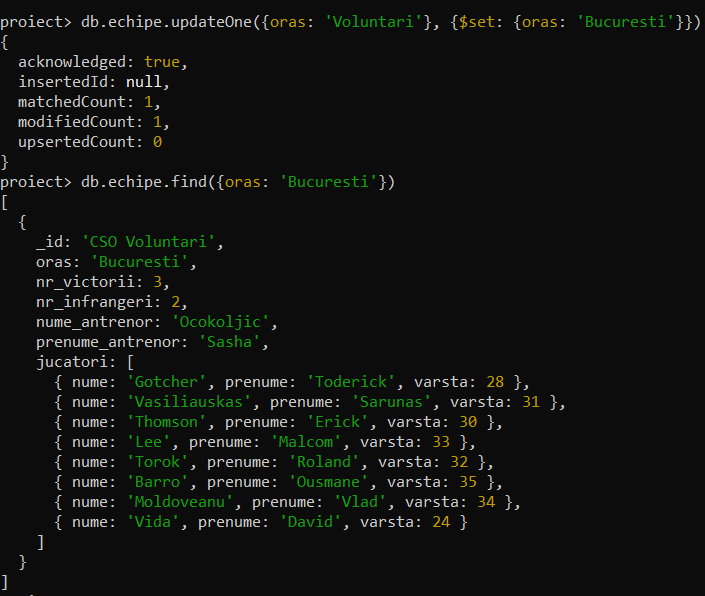 proiect> db.echipe.updateOne({oras: 'Voluntari'}, {$set: {oras: 'Bucuresti'}})
{
  acknowledged: true,
  insertedId: null,
  matchedCount: 1,
  modifiedCount: 1,
  upsertedCount: 0
}
proiect> db.echipe.find({oras: 'Bucuresti'})
[
  {
    _id: 'CSO Voluntari',
    oras: 'Bucuresti',
    nr_victorii: 3,
    nr_infrangeri: 2,
    nume_antrenor: 'Ocokoljic',
    prenume_antrenor: 'Sasha',
    jucatori: [
      { nume: 'Gotcher', prenume: 'Toderick', varsta: 28 },
      { nume: 'Vasiliauskas', prenume: 'Sarunas', varsta: 31 },
      { nume: 'Thomson', prenume: 'Erick', varsta: 30 },
      { nume: 'Lee', prenume: 'Malcom', varsta: 33 },
      { nume: 'Torok', prenume: 'Roland', varsta: 32 },
      { nume: 'Barro', prenume: 'Ousmane', varsta: 35 },
      { nume: 'Moldoveanu', prenume: 'Vlad', varsta: 34 },
      { nume: 'Vida', prenume: 'David', varsta: 24 }
    ]
  }
]